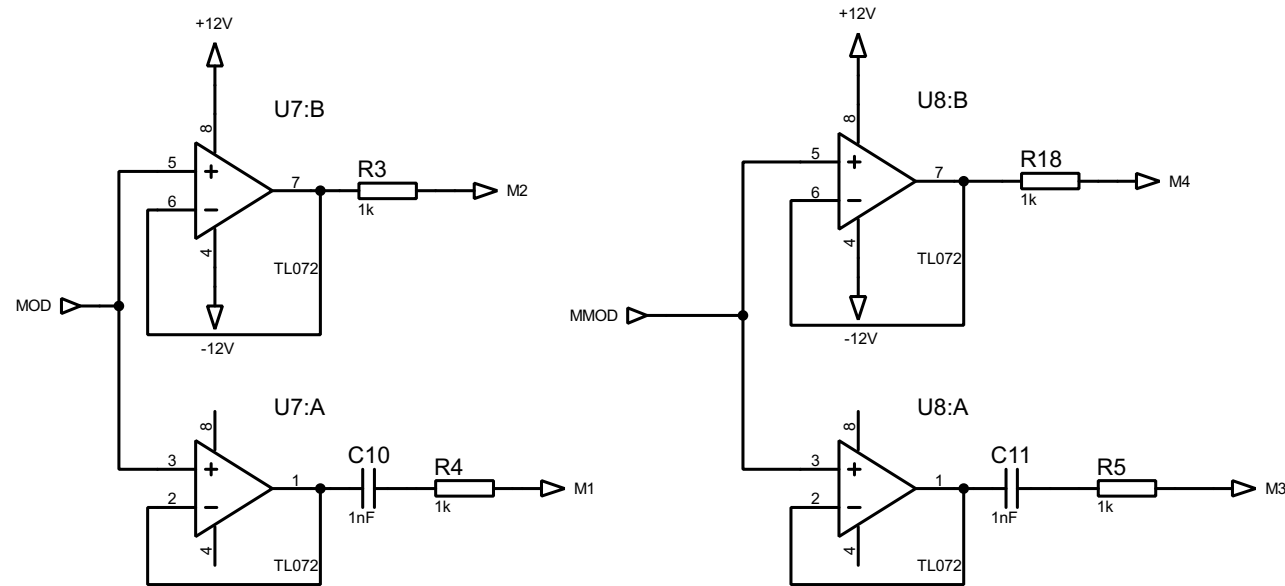 +12V
U7:B
8
5
6
7
4
R3
1k
M2
TL072
-12V
MOD
U7:A
8
3
2
1
4
C10
1nF
R4
1k
M1
TL072
+12V
U8:B
8
5
6
7
4
R18
1k
M4
TL072
-12V
MMOD
U8:A
8
3
2
1
4
C11
1nF
R5
1k
M3
TL072